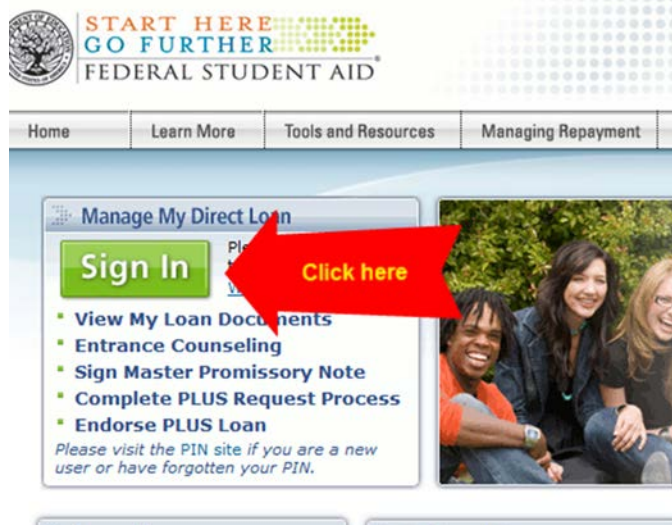 START HERE
GO FURTHER
FEDERAL STUDENT AID
Home Learn More Tools and Resources Managing Repayment
Manage My Direct Loan
Sign In
Click here
View My Loan Documents
Entrance Counseling
Sign Master Promissory Note
Complete PLUS Request Process
Endorse PLUS Loan
Please visit the PIN site if you are a new
user or have forgotten your PIN.